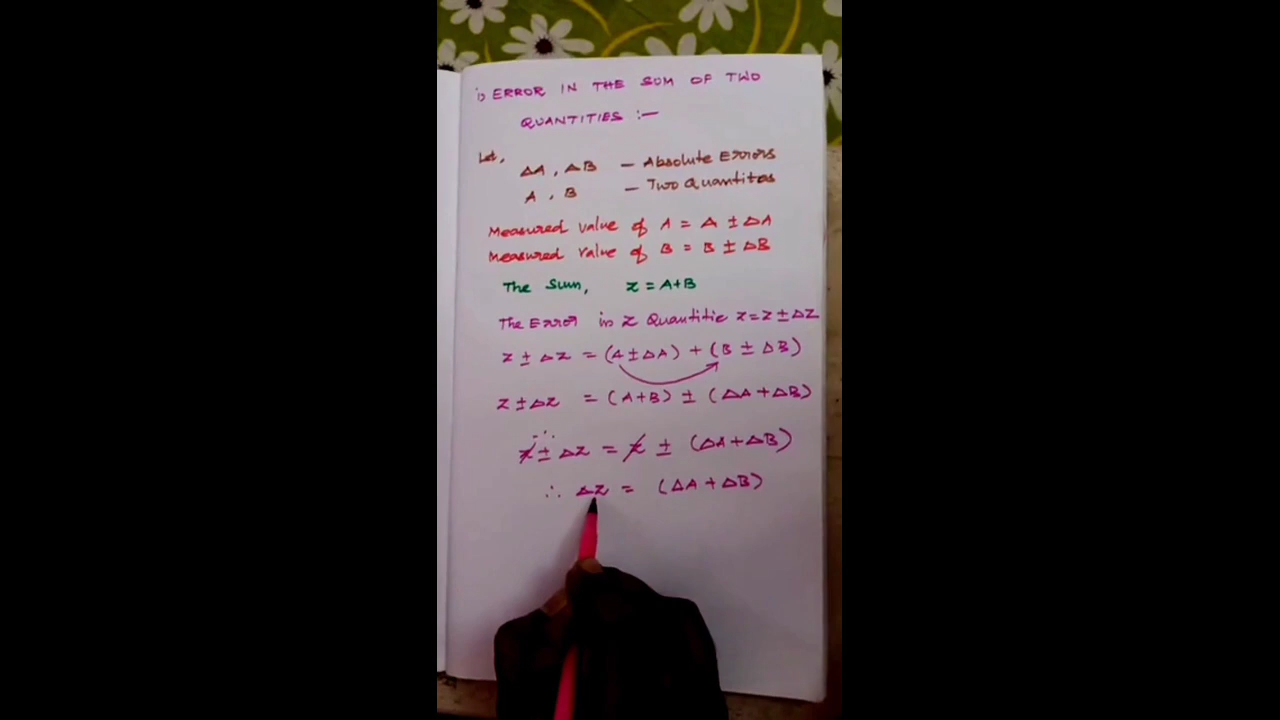 i) ERROR IN THE SUM OF TWO
QUANTITIES :-
Let,
ΔA, ΔB - Absolute Errors
A, B - Two Quantites
Measured value of A = A ± ΔA
Measured value of B = B ± ΔB
The Sum, Z = A+B
The Error in Z Quantitie Z = Z ± ΔZ
Z ± ΔZ = (A ± ΔA) + (B ± ΔB)
Z ± ΔZ = (A+B) ± (ΔA + ΔB)
Z ± ΔZ = Z ± (ΔA + ΔB)
∴ ΔZ = (ΔA + ΔB)